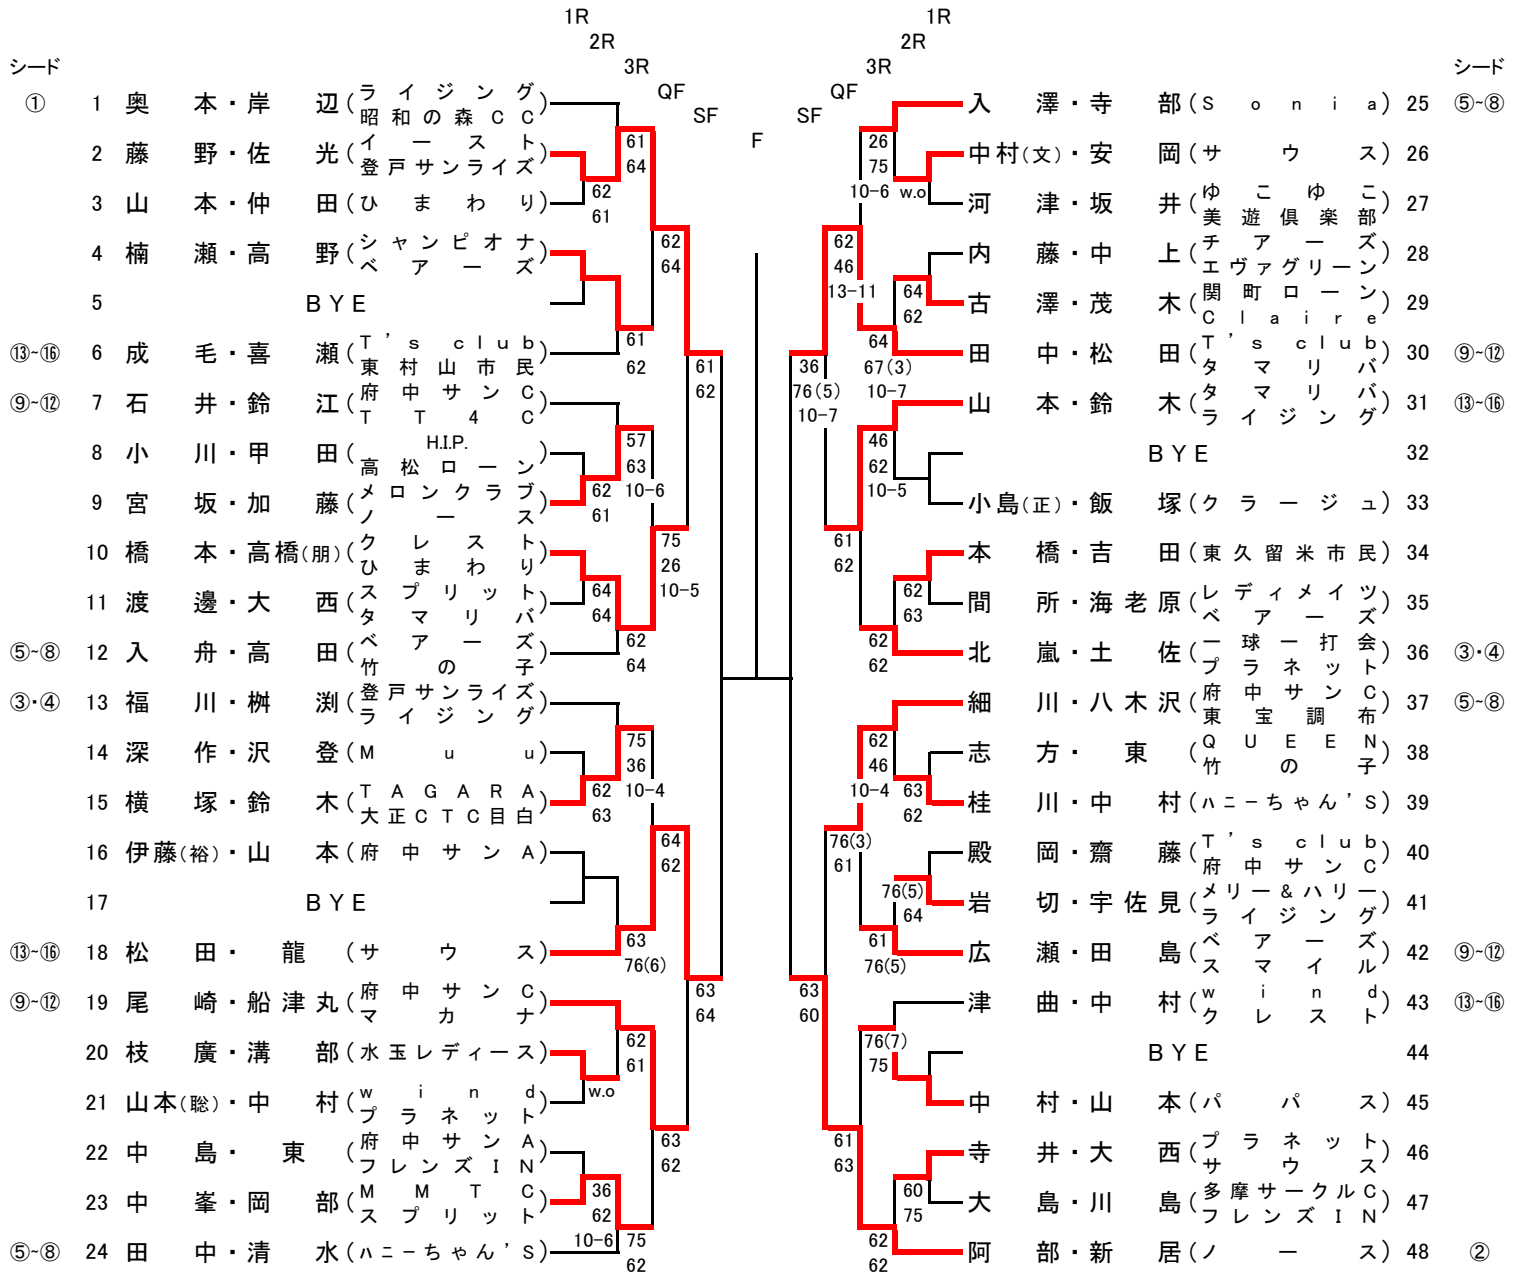 1R 1R
2R 2R
3R 3R
シード QF QF シード
SF SF
F
① 1 奥本・岸辺(ライジング 昭和の森CC)
2 藤野・佐光(イースト 登戸サンライズ)
3 山本・仲田(ひまわり)
4 楠瀬・高野(シャンピオナ ベアーズ)
5 BYE
⑬~⑯ 6 成毛・喜瀬(T's club 東村山市民)
⑨~⑫ 7 石井・鈴江(府中サンC TT4C)
8 小川・甲田(H.I.P. 高松ローン)
9 宮坂・加藤(メロンクラブ ノース)
10 橋本・高橋(朋)(クレスト ひまわり)
11 渡邊・大西(スプリット タマリバ)
⑤~⑧ 12 入舟・高田(ベアーズ 竹の子)
③・④ 13 福川・桝渕(登戸サンライズ ライジング)
14 深作・沢登(Muu)
15 横塚・鈴木(TAGARA 大正CTC目白)
16 伊藤(裕)・山本(府中サンA)
17 BYE
⑬~⑯ 18 松田・龍(サウス)
⑨~⑫ 19 尾崎・船津丸(府中サンC マカナ)
20 枝廣・溝部(水玉レディース)
21 山本(聡)・中村(wind プラネット)
22 中島・東(府中サンA フレンズIN)
23 中峯・岡部(MMTC スプリット)
⑤~⑧ 24 田中・清水(ハニーちゃん'S)
61
64
62
61
62
64
61
62
61
62
57
63
10-6
62
61
75
26
10-5
64
64
62
64
75
36
10-4
62
63
64
62
63
76(6)
63
64
62
61
w.o
63
62
36
62
10-6
75
62
入澤・寺部(Sonia) 25 ⑤~⑧
中村(文)・安岡(サウス) 26
河津・坂井(ゆこゆこ 美遊倶楽部) 27
内藤・中上(チアーズ エヴァグリーン) 28
古澤・茂木(関町ローン Claire) 29
田中・松田(T's club タマリバ) 30 ⑨~⑫
山本・鈴木(タマリバ ライジング) 31 ⑬~⑯
BYE 32
小島(正)・飯塚(クラージュ) 33
本橋・吉田(東久留米市民) 34
間所・海老原(レディメイツ ベアーズ) 35
北嵐・土佐(一球一打会 プラネット) 36 ③・④
細川・八木沢(府中サンC 東宝調布) 37 ⑤~⑧
志方・東(QUEEN 竹の子) 38
桂川・中村(ハニーちゃん'S) 39
殿岡・齋藤(T's club 府中サンC) 40
岩切・宇佐見(メリー&ハリー ライジング) 41
広瀬・田島(ベアーズ スマイル) 42 ⑨~⑫
津曲・中村(wind クレスト) 43 ⑬~⑯
BYE 44
中村・山本(パパス) 45
寺井・大西(プラネット サウス) 46
大島・川島(多摩サークルC フレンズIN) 47
阿部・新居(ノース) 48 ②
26
75
10-6
w.o
62
46
13-11
64
62
64
67(3)
10-7
36
76(5)
10-7
46
62
10-5
61
62
62
63
62
62
62
46
10-4
63
62
76(3)
61
76(5)
64
61
76(5)
63
60
76(7)
75
61
63
60
75
62
62